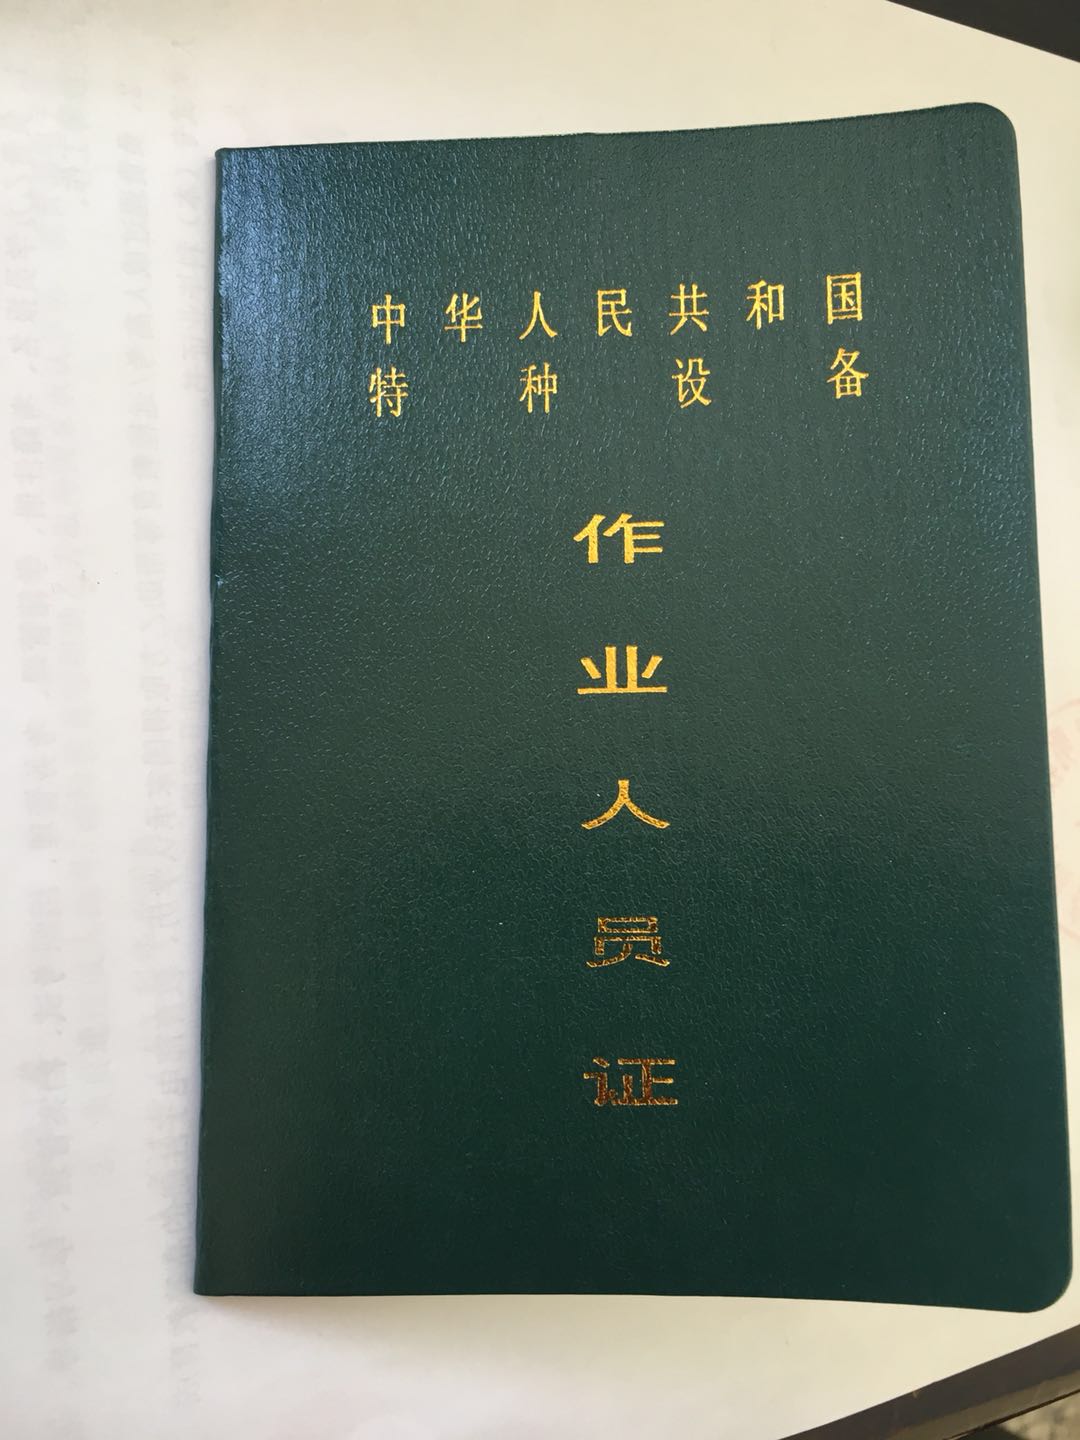 中华人民共和国
特种设备
作业人员证